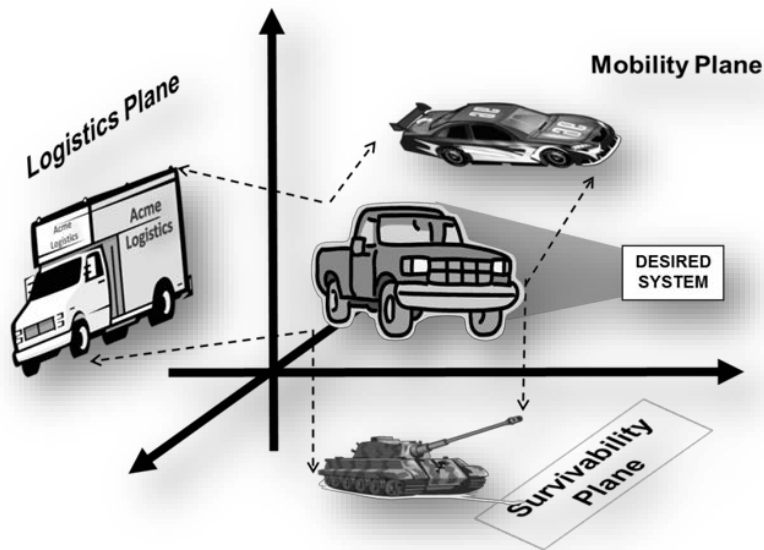 Mobility Plane
Logistics Plane
Acme
Logistics
Acme
Logistics
DESIRED
SYSTEM
Survivability
Plane